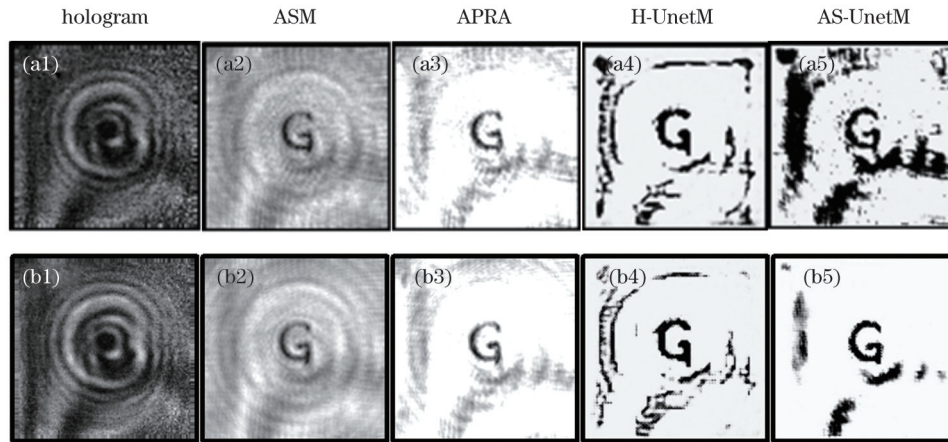 hologram ASM APRA H-UnetM AS-UnetM
(a1) (a2) (a3) (a4) (a5)
G G G G
(b1) (b2) (b3) (b4) (b5)
G G G G